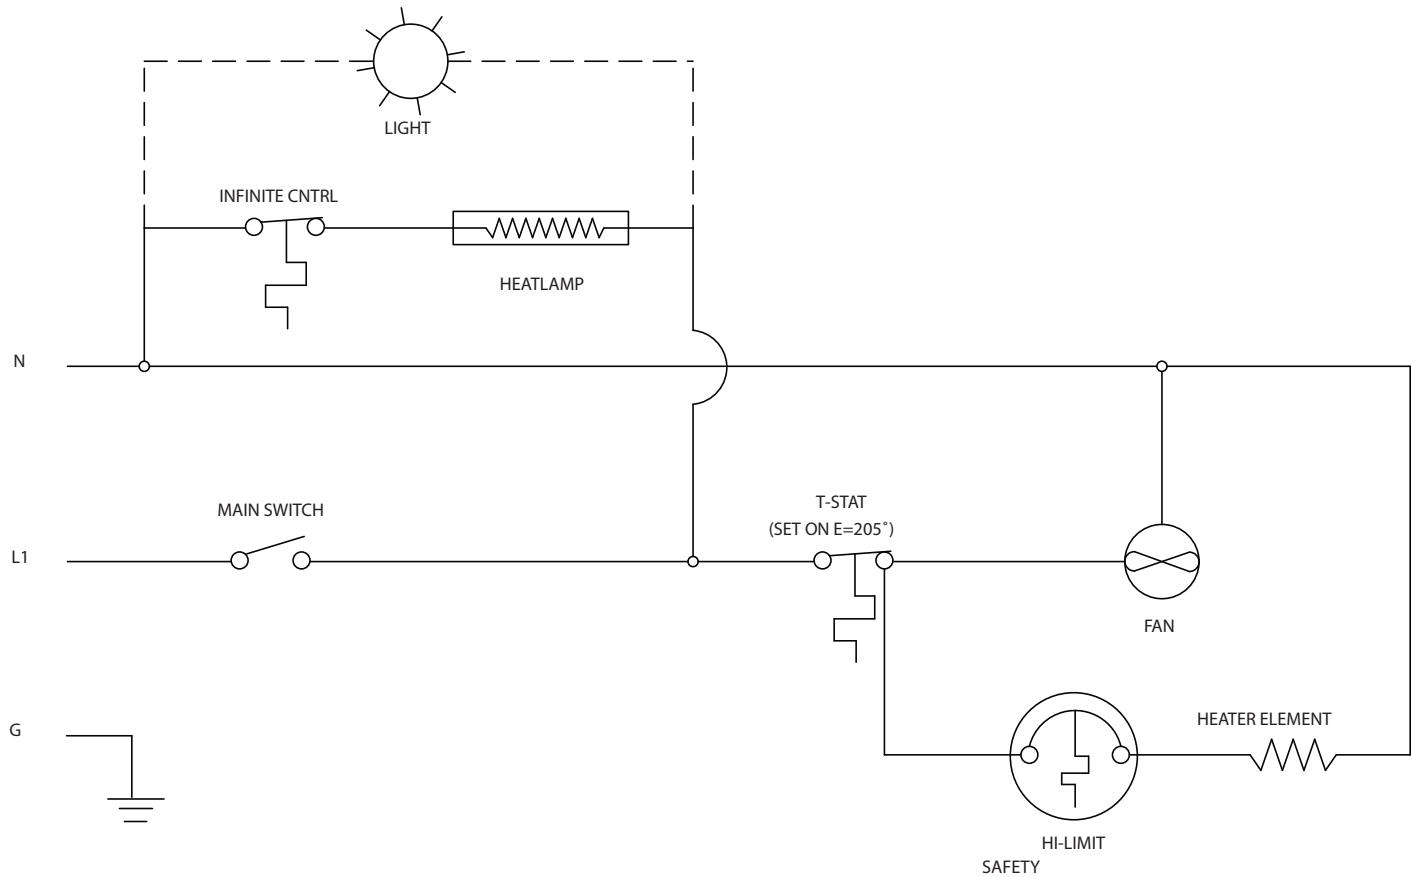 LIGHT
INFINITE CNTRL
HEATLAMP
N
MAIN SWITCH
T-STAT
(SET ON E=205˚)
L1
FAN
G
HEATER ELEMENT
HI-LIMIT
SAFETY